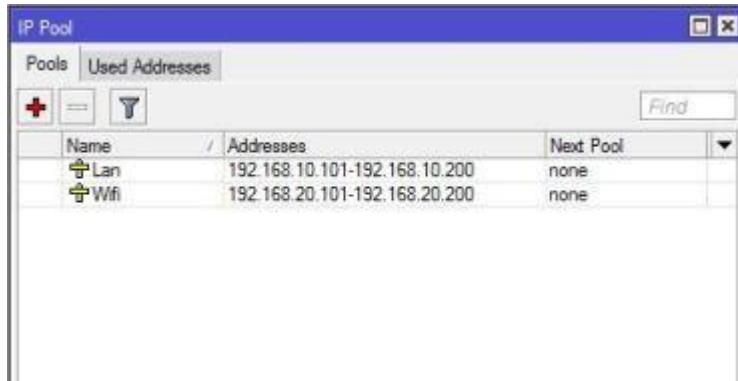 IP Pool
Pools Used Addresses
Find
Name / Addresses Next Pool
Lan 192.168.10.101-192.168.10.200 none
Wifi 192.168.20.101-192.168.20.200 none